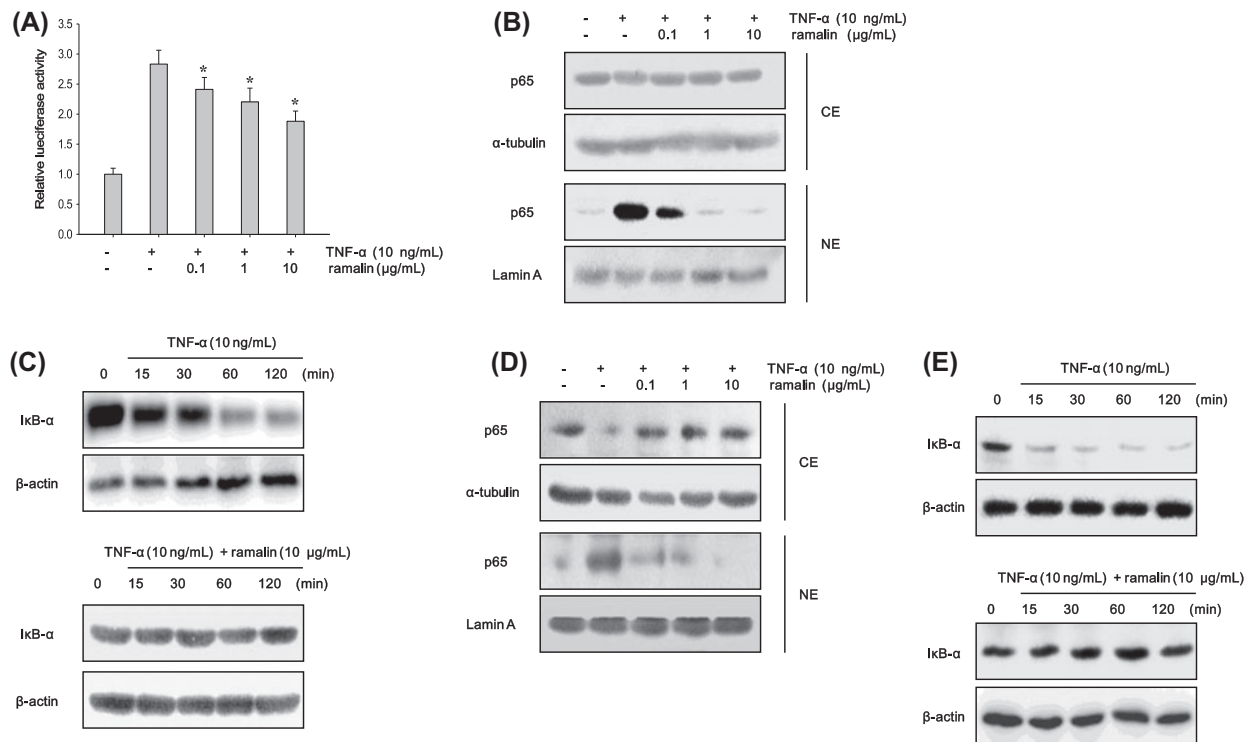 (A)
Relative lueciferase activity
3.5
3.0
2.5
2.0
1.5
1.0
0.5
0.0
* * *
- + + + + TNF-α (10 ng/mL)
- - 0.1 1 10 ramalin (µg/mL)
(B)
- + + + + TNF-α (10 ng/mL)
- - 0.1 1 10 ramalin (µg/mL)
p65
α-tubulin
CE
p65
Lamin A
NE
(C)
TNF-α (10 ng/mL)
0 15 30 60 120 (min)
IκB-α
β-actin
TNF-α (10 ng/mL) + ramalin (10 µg/mL)
0 15 30 60 120 (min)
IκB-α
β-actin
(D)
- + + + + TNF-α (10 ng/mL)
- - 0.1 1 10 ramalin (µg/mL)
p65
α-tubulin
CE
p65
Lamin A
NE
(E)
TNF-α (10 ng/mL)
0 15 30 60 120 (min)
IκB-α
β-actin
TNF-α (10 ng/mL) + ramalin (10 µg/mL)
0 15 30 60 120 (min)
IκB-α
β-actin